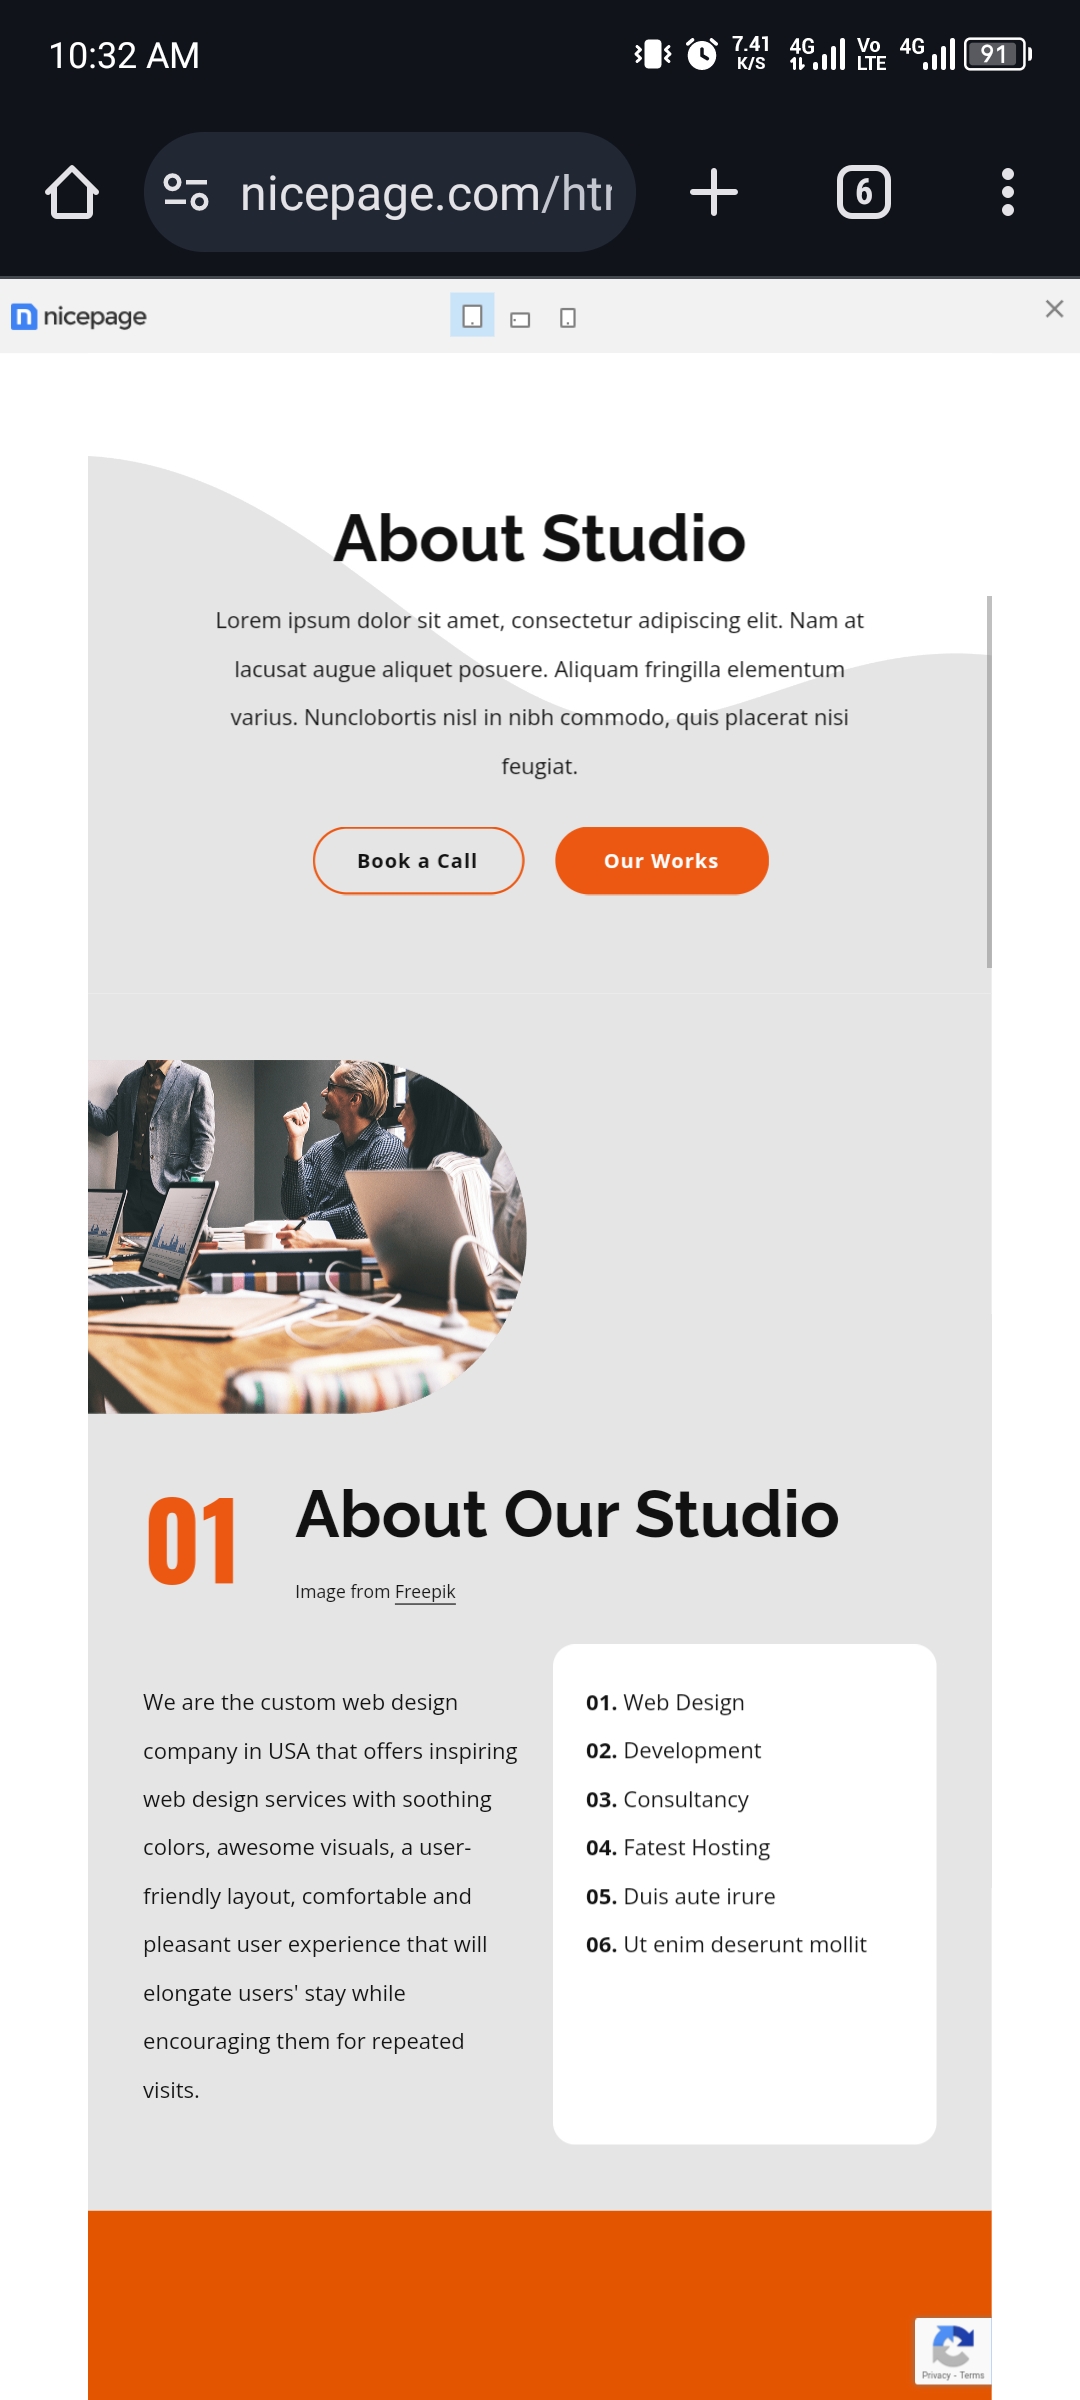 10:32 AM
7.41 K/S 4G Vo LTE 4G 91
nicepage.com/ht
6
nicepage
About Studio
Lorem ipsum dolor sit amet, consectetur adipiscing elit. Nam at
lacusat augue aliquet posuere. Aliquam fringilla elementum
varius. Nunclobortis nisl in nibh commodo, quis placerat nisi
feugiat.
Book a Call
Our Works
01
About Our Studio
Image from Freepik
We are the custom web design
company in USA that offers inspiring
web design services with soothing
colors, awesome visuals, a user-
friendly layout, comfortable and
pleasant user experience that will
elongate users' stay while
encouraging them for repeated
visits.
01. Web Design
02. Development
03. Consultancy
04. Fatest Hosting
05. Duis aute irure
06. Ut enim deserunt mollit
Privacy - Terms